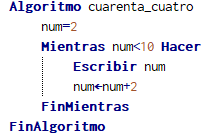 Algoritmo cuarenta_cuatro
num=2
Mientras num<10 Hacer
Escribir num
num←num+2
FinMientras
FinAlgoritmo